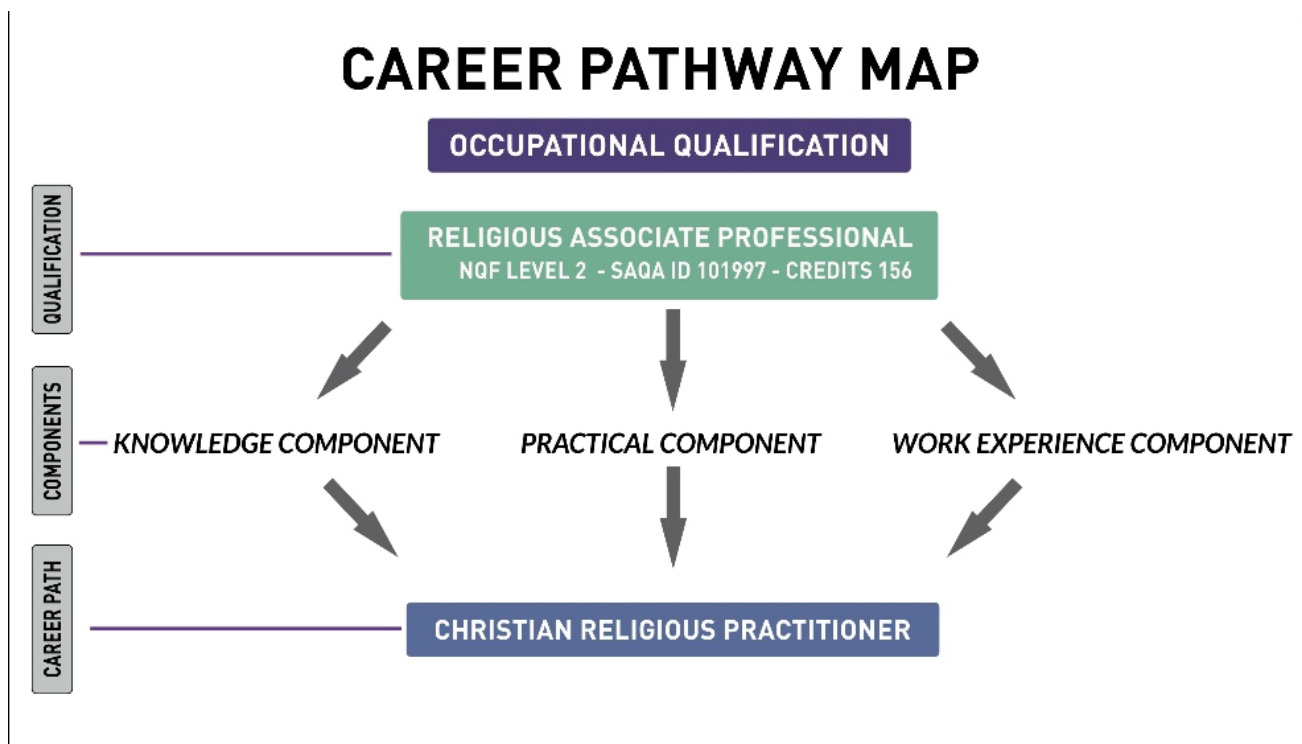 CAREER PATHWAY MAP
OCCUPATIONAL QUALIFICATION
QUALIFICATION
RELIGIOUS ASSOCIATE PROFESSIONAL
NQF LEVEL 2 - SAQA ID 101997 - CREDITS 156
COMPONENTS
KNOWLEDGE COMPONENT
PRACTICAL COMPONENT
WORK EXPERIENCE COMPONENT
CAREER PATH
CHRISTIAN RELIGIOUS PRACTITIONER